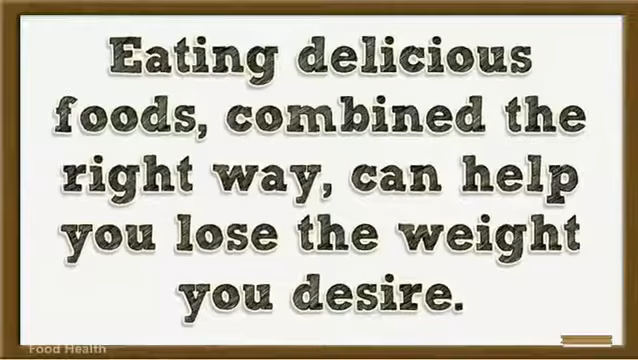 Eating delicious
foods, combined the
right way, can help
you lose the weight
you desire.
Food Health